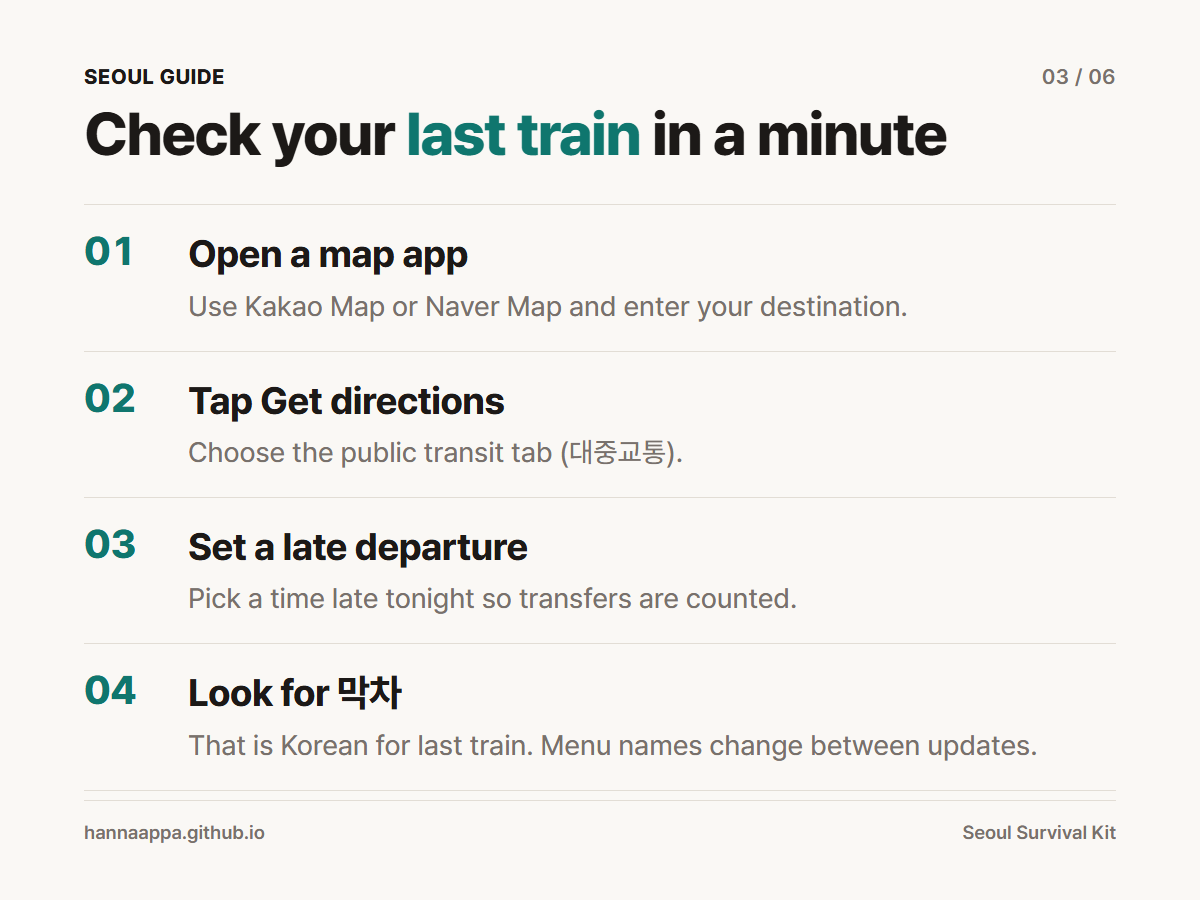 SEOUL GUIDE
03 / 06
Check your last train in a minute
01
Open a map app
Use Kakao Map or Naver Map and enter your destination.
02
Tap Get directions
Choose the public transit tab (대중교통).
03
Set a late departure
Pick a time late tonight so transfers are counted.
04
Look for 막차
That is Korean for last train. Menu names change between updates.
hannaappa.github.io
Seoul Survival Kit